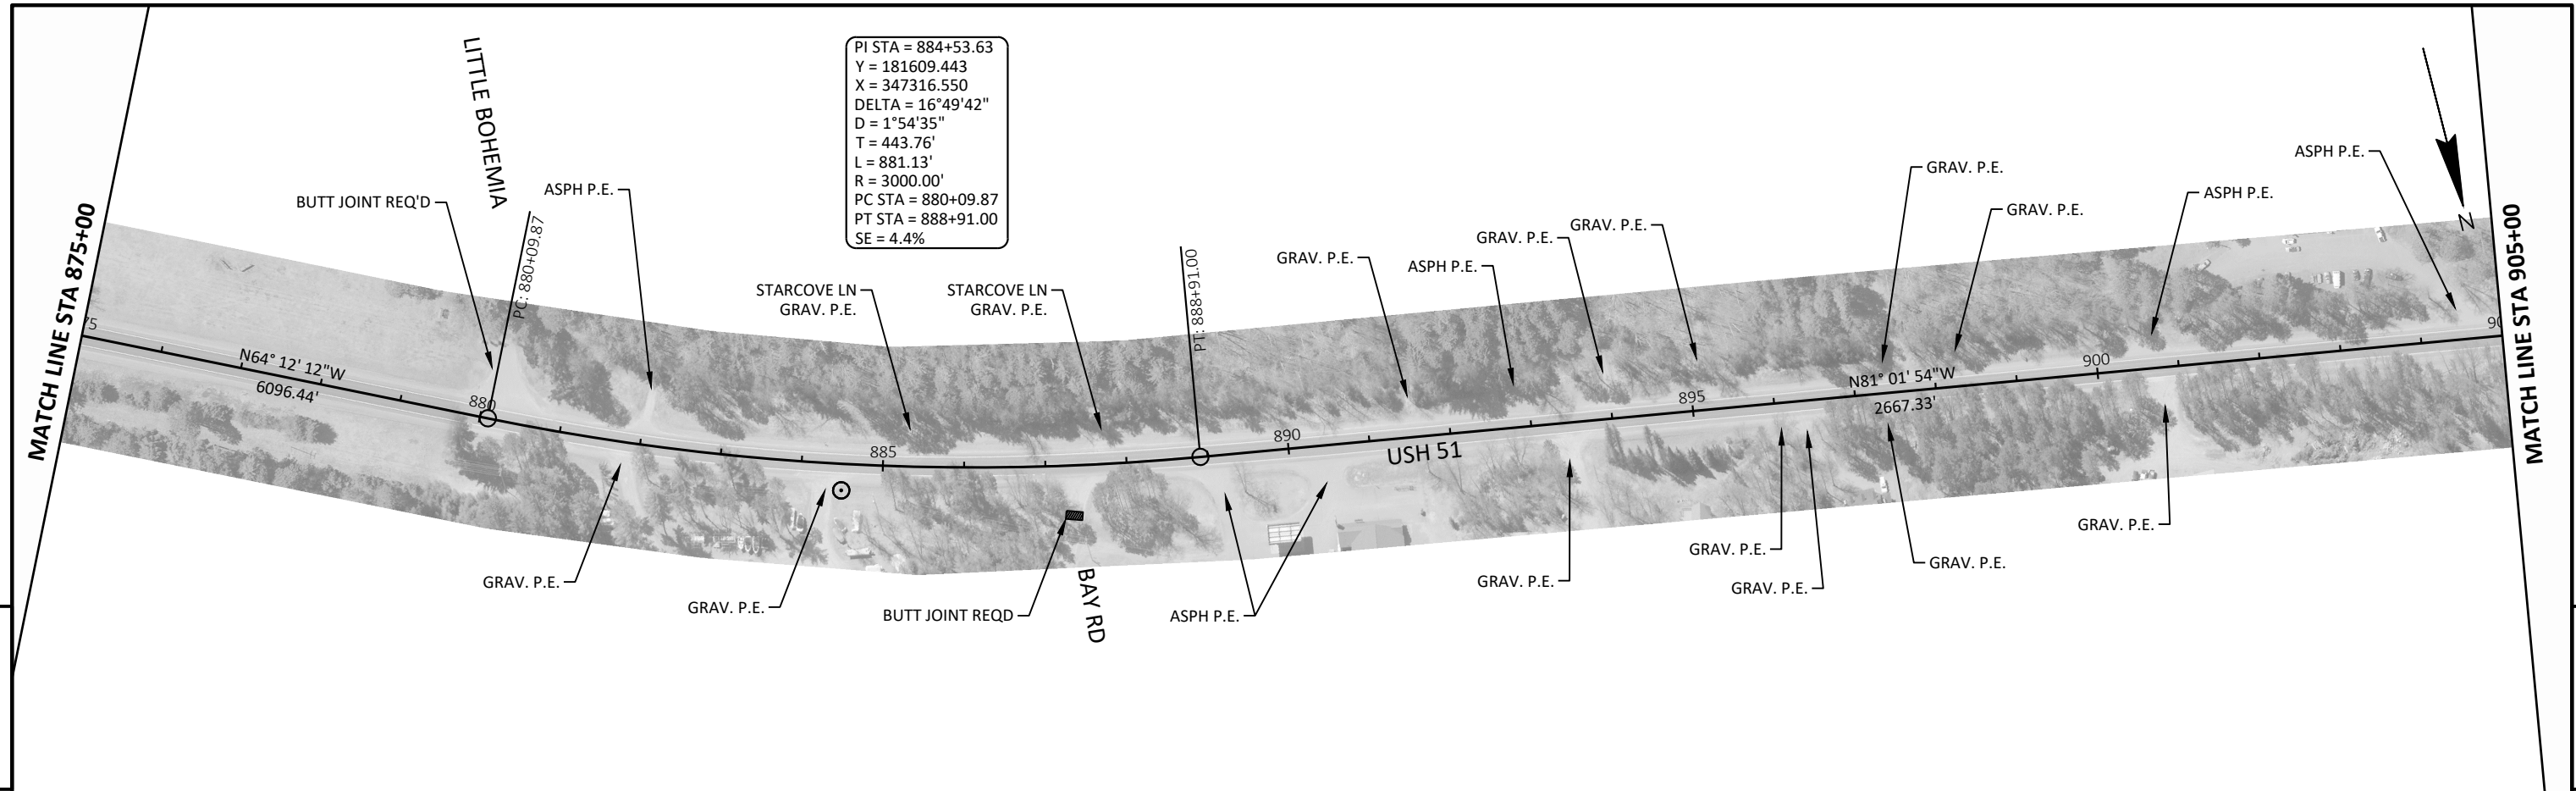 MATCH LINE STA 875+00
LITTLE BOHEMIA
BUTT JOINT REQ'D
ASPH P.E.
PC: 880+09.87
PI STA = 884+53.63
Y = 181609.443
X = 347316.550
DELTA = 16°49'42"
D = 1°54'35"
T = 443.76'
L = 881.13'
R = 3000.00'
PC STA = 880+09.87
PT STA = 888+91.00
SE = 4.4%
STARCOVE LN
GRAV. P.E.
STARCOVE LN
GRAV. P.E.
PT: 888+91.00
GRAV. P.E.
ASPH P.E.
GRAV. P.E.
GRAV. P.E.
GRAV. P.E.
GRAV. P.E.
ASPH P.E.
ASPH P.E.
N
MATCH LINE STA 905+00
75
N64° 12' 12"W
6096.44'
880
885
890
USH 51
895
N81° 01' 54"W
2667.33'
900
90
GRAV. P.E.
GRAV. P.E.
BUTT JOINT REQD
BAY RD
ASPH P.E.
GRAV. P.E.
GRAV. P.E.
GRAV. P.E.
GRAV. P.E.
GRAV. P.E.